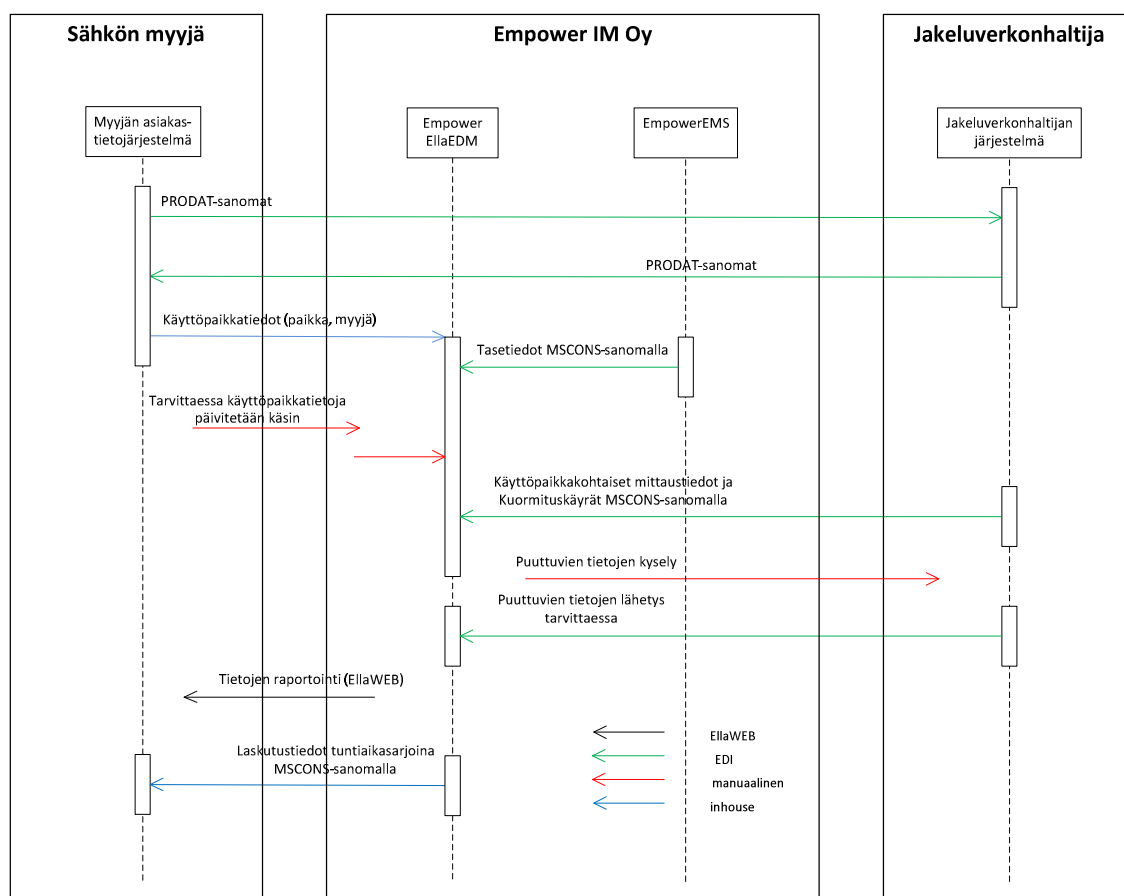 Sähkön myyjä
Empower IM Oy
Jakeluverkonhaltija
Myyjän asiakas-
tietojärjestelmä
Empower
EllaEDM
EmpowerEMS
Jakeluverkonhaltijan
järjestelmä
PRODAT-sanomat
PRODAT-sanomat
Käyttöpaikkatiedot (paikka, myyjä)
Tasetiedot MSCONS-sanomalla
Tarvittaessa käyttöpaikkatietoja
päivitetään käsin
Käyttöpaikkakohtaiset mittaustiedot ja
Kuormituskäyrät MSCONS-sanomalla
Puuttuvien tietojen kysely
Puuttuvien tietojen lähetys
tarvittaessa
Tietojen raportointi (EllaWEB)
Laskutustiedot tuntiaikasarjoina
MSCONS-sanomalla
EllaWEB
EDI
manuaalinen
inhouse